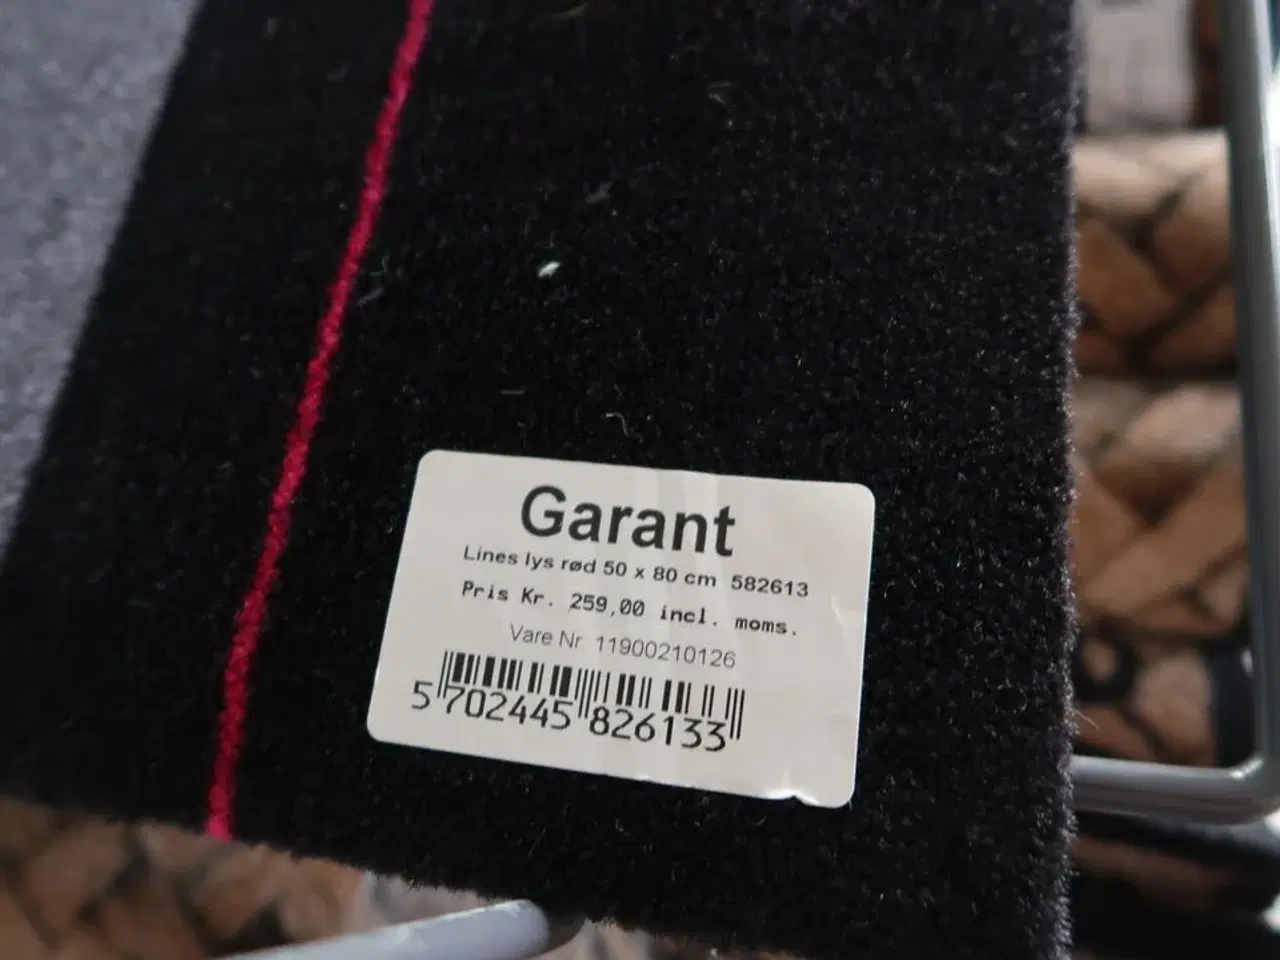 Garant
Lines lys rød 50 x 80 cm 582613
Pris Kr. 259,00 incl. moms.
Vare Nr 11900210126
5 702445 826133